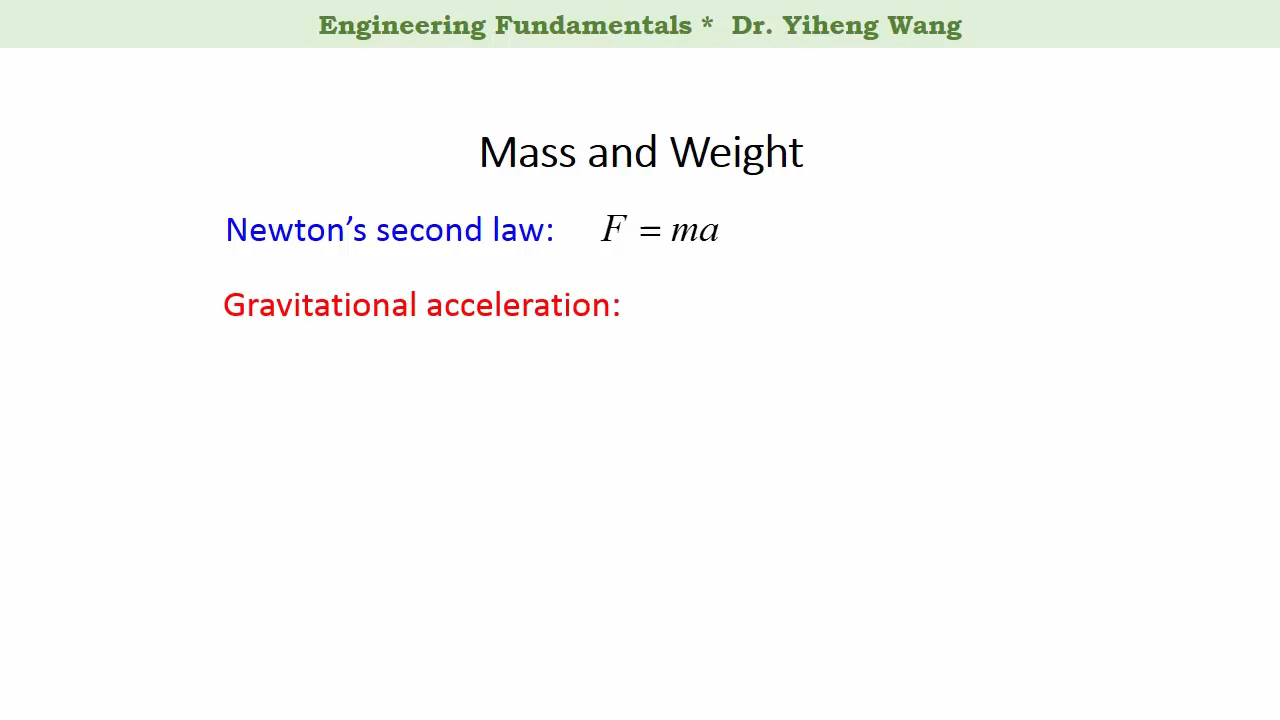 Engineering Fundamentals * Dr. Yiheng Wang
Mass and Weight
Newton’s second law: F = ma
Gravitational acceleration: